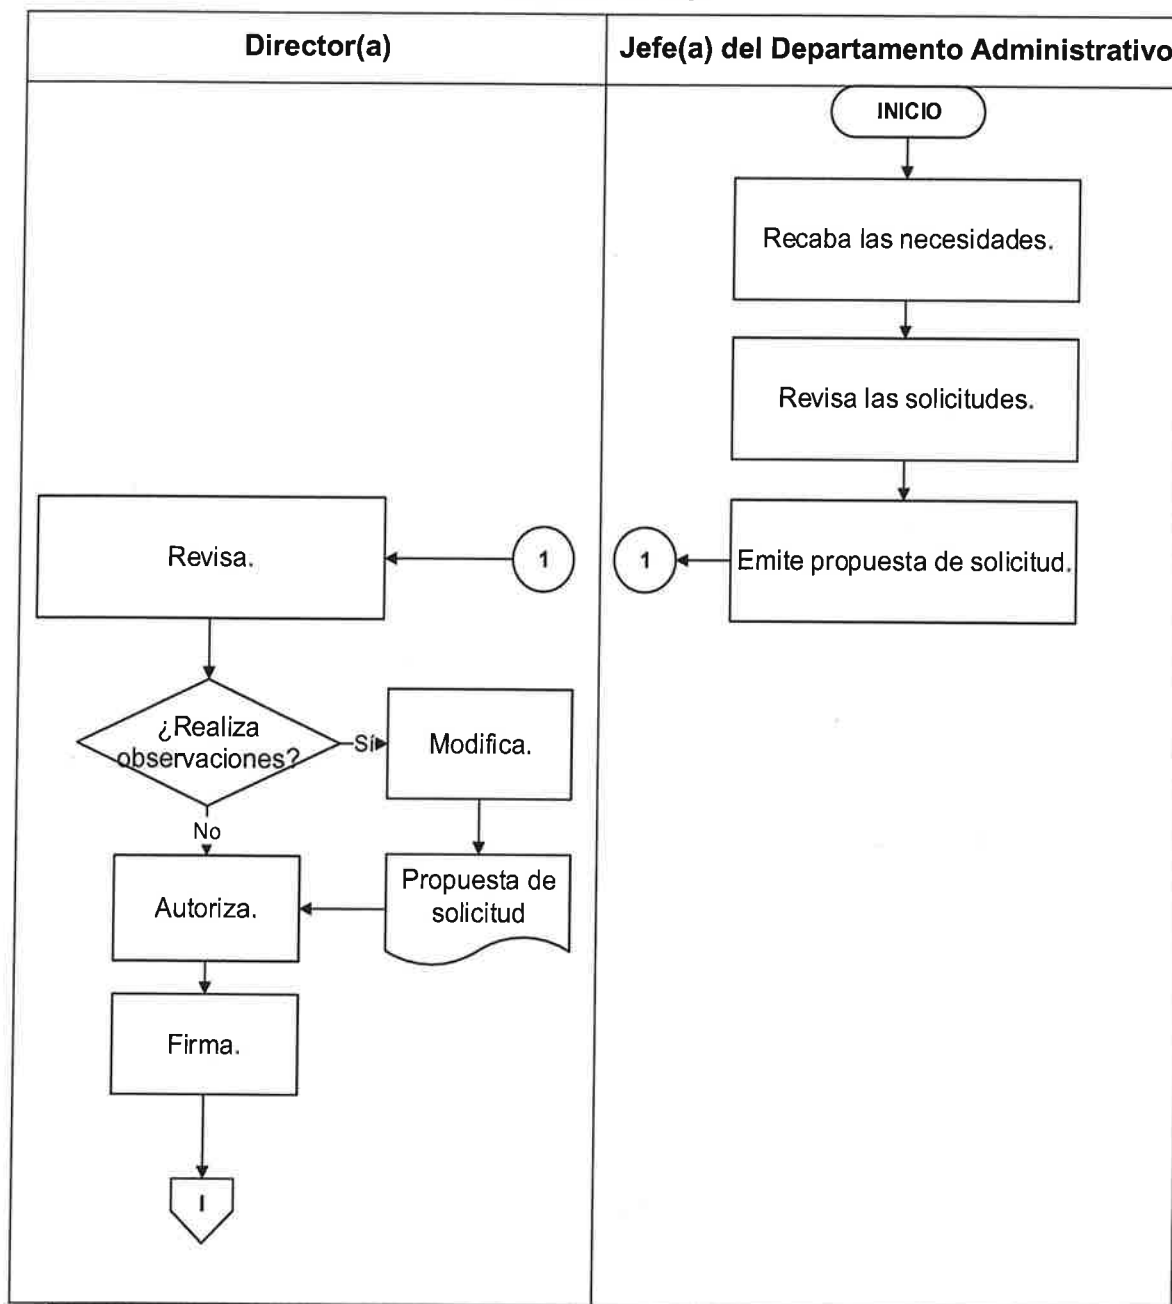 Director(a)
Jefe(a) del Departamento Administrativo
INICIO
Recaba las necesidades.
Revisa las solicitudes.
Emite propuesta de solicitud.
1
1
Revisa.
¿Realiza
observaciones?
Sí
Modifica.
No
Propuesta de
solicitud
Autoriza.
Firma.
I